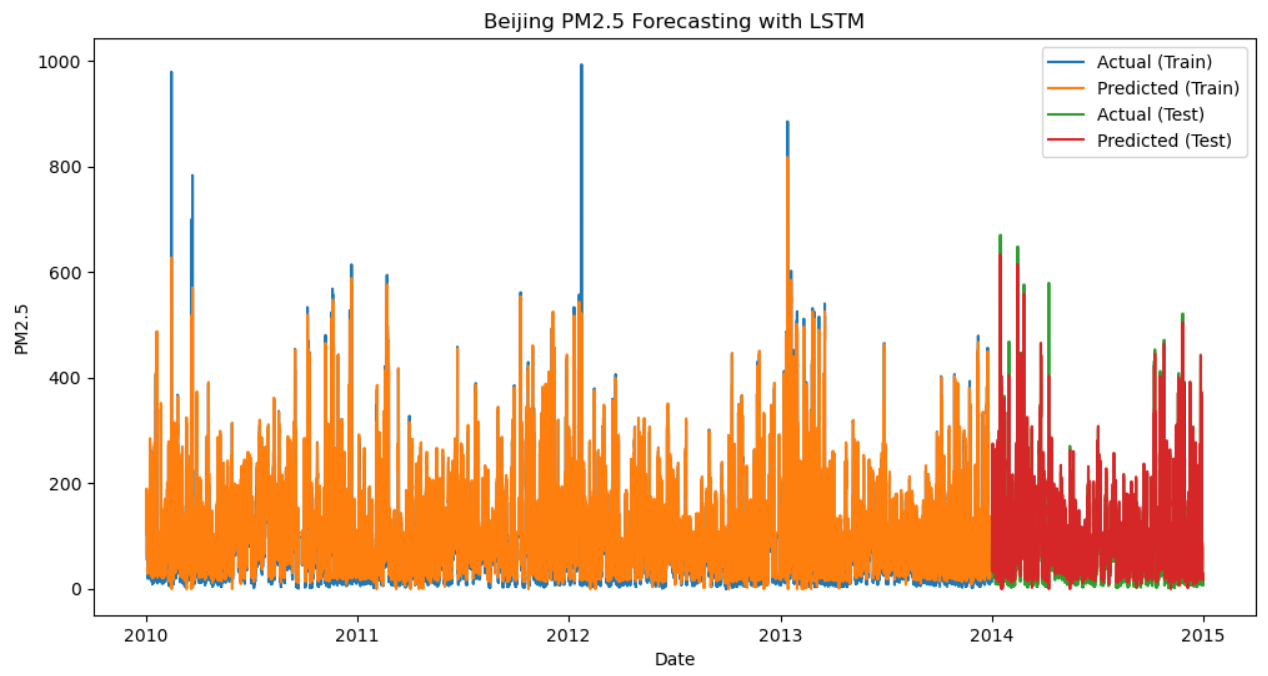 Beijing PM2.5 Forecasting with LSTM
Actual (Train)
Predicted (Train)
Actual (Test)
Predicted (Test)
1000
800
600
400
200
0
PM2.5
2010 2011 2012 2013 2014 2015
Date